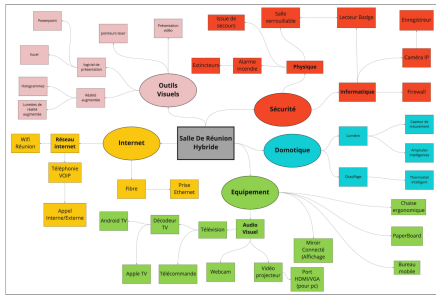 Powerpoint
Excel
Hologrammes
Lunettes de
réalité
augmentée
pointeurs laser
Présentation
vidéo
logiciel de
présentation
Réalité
augmentée
Outils
Visuels
Issue de
secours
Salle
verrouillable
Lecteur Badge
Enregistreur
Extincteurs
Alarme
Incendie
Physique
Caméra IP
Informatique
Firewall
Sécurité
Wifi
Réunion
Réseau
internet
Internet
Salle De Réunion
Hybride
Domotique
Lumière
Capteur de
mouvement
Ampoules
intelligentes
Chauffage
Thermostat
intelligent
Téléphonie
VOIP
Fibre
Prise
Ethernet
Appel
Interne/Externe
Equipement
Chaise
ergonomique
PaperBoard
Bureau
mobile
Android TV
Décodeur
TV
Télévision
Audio
Visuel
Miroir
Connecté
(Affichage
Apple TV
Télécommande
Webcam
Vidéo
projecteur
Port
HDMI/VGA
(pour pc)